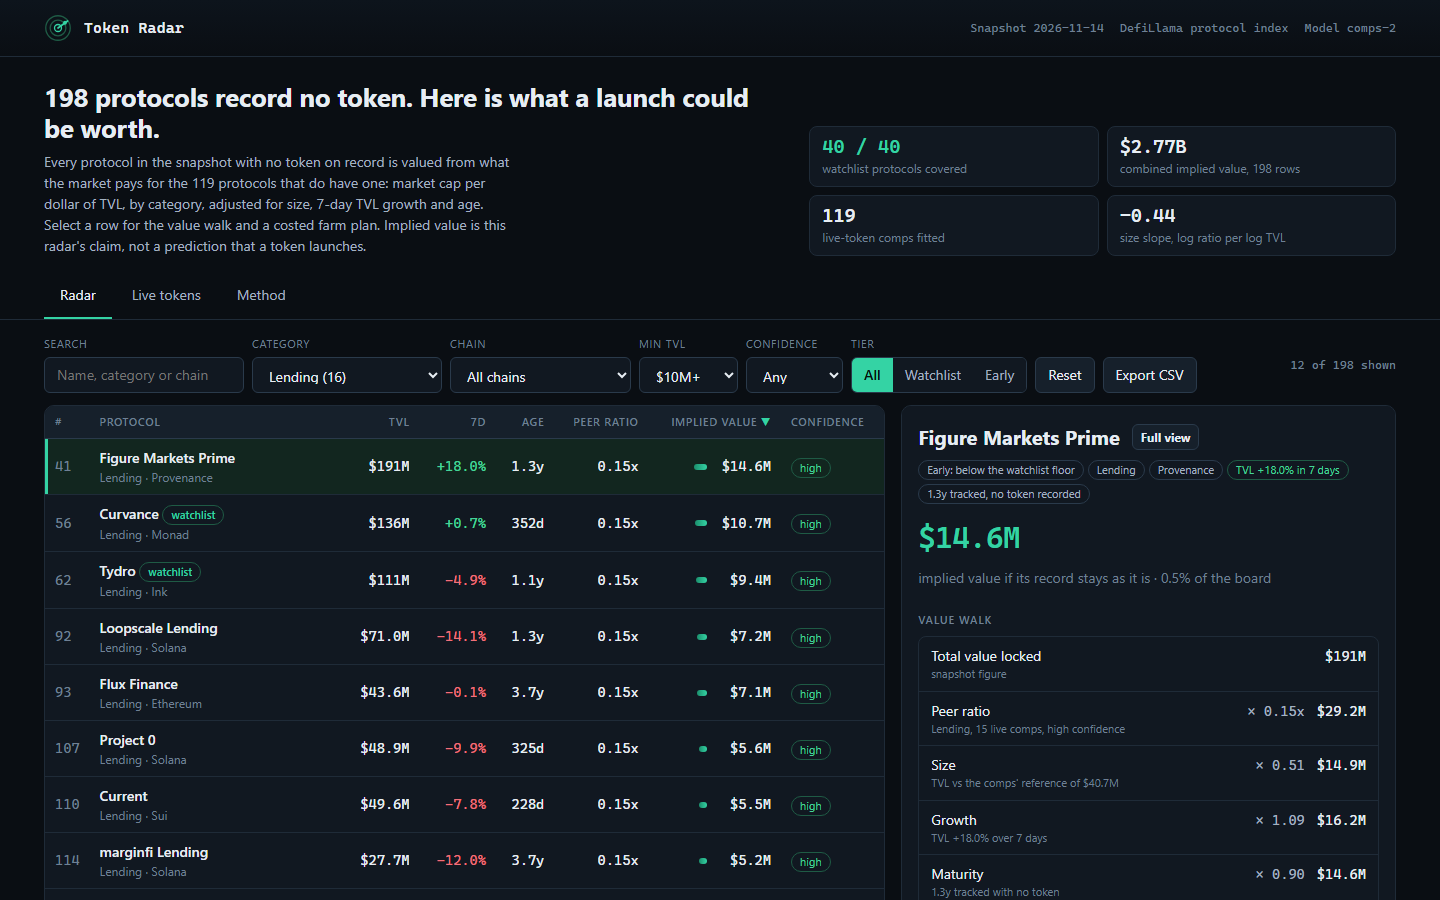 Token Radar
Snapshot 2026-11-14 DefiLlama protocol index Model comps-2
198 protocols record no token. Here is what a launch could
be worth.
Every protocol in the snapshot with no token on record is valued from what
the market pays for the 119 protocols that do have one: market cap per
dollar of TVL, by category, adjusted for size, 7-day TVL growth and age.
Select a row for the value walk and a costed farm plan. Implied value is this
radar's claim, not a prediction that a token launches.
40 / 40
watchlist protocols covered
$2.77B
combined implied value, 198 rows
119
live-token comps fitted
−0.44
size slope, log ratio per log TVL
Radar Live tokens Method
SEARCH CATEGORY CHAIN MIN TVL CONFIDENCE TIER
Name, category or chain Lending (16) All chains $10M+ Any All Watchlist Early Reset Export CSV 12 of 198 shown
# PROTOCOL TVL 7D AGE PEER RATIO IMPLIED VALUE ▼ CONFIDENCE
41 Figure Markets Prime $191M +18.0% 1.3y 0.15x $14.6M high
Lending · Provenance
56 Curvance watchlist $136M +0.7% 352d 0.15x $10.7M high
Lending · Monad
62 Tydro watchlist $111M −4.9% 1.1y 0.15x $9.4M high
Lending · Ink
92 Loopscale Lending $71.0M −14.1% 1.3y 0.15x $7.2M high
Lending · Solana
93 Flux Finance $43.6M −0.1% 3.7y 0.15x $7.1M high
Lending · Ethereum
107 Project 0 $48.9M −9.9% 325d 0.15x $5.6M high
Lending · Solana
110 Current $49.6M −7.8% 228d 0.15x $5.5M high
Lending · Sui
114 marginfi Lending $27.7M −12.0% 3.7y 0.15x $5.2M high
Lending · Solana
Figure Markets Prime Full view
Early: below the watchlist floor Lending Provenance TVL +18.0% in 7 days
1.3y tracked, no token recorded
$14.6M
implied value if its record stays as it is · 0.5% of the board
VALUE WALK
Total value locked $191M
snapshot figure
Peer ratio × 0.15x $29.2M
Lending, 15 live comps, high confidence
Size × 0.51 $14.9M
TVL vs the comps' reference of $40.7M
Growth × 1.09 $16.2M
TVL +18.0% over 7 days
Maturity × 0.90 $14.6M
1.3y tracked with no token